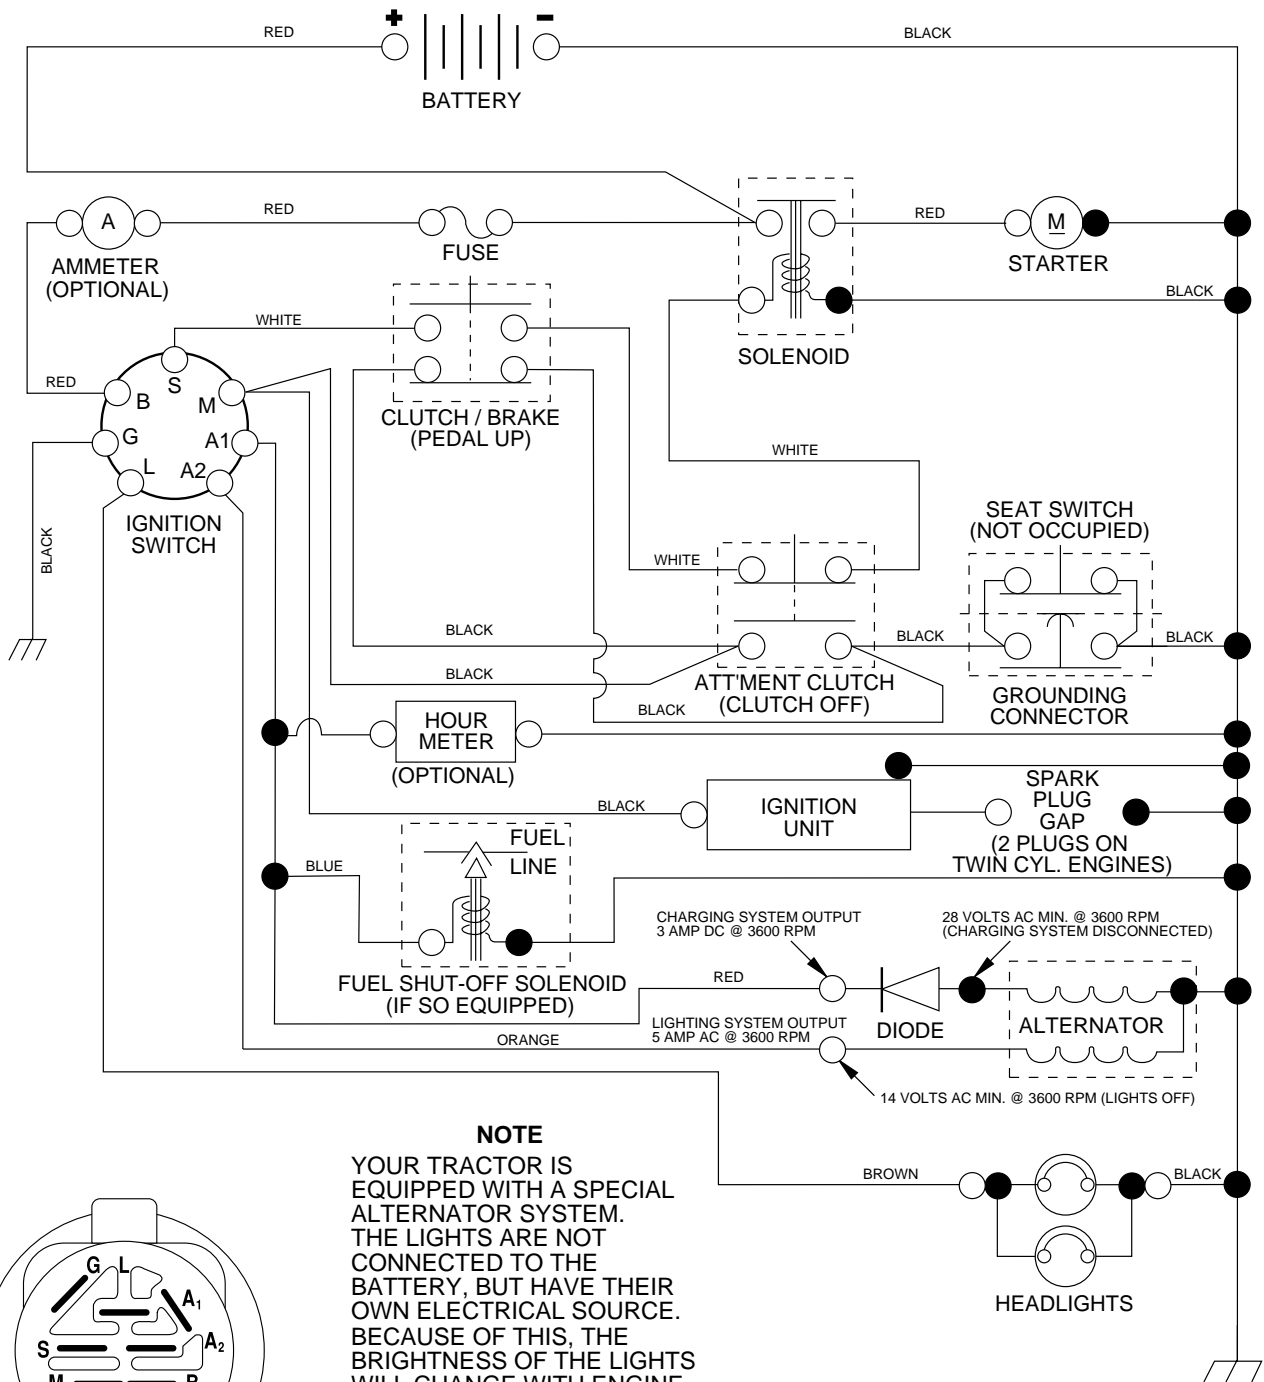 + -
RED
BLACK
BATTERY
A
RED
FUSE
RED
M
STARTER
AMMETER
(OPTIONAL)
BLACK
SOLENOID
WHITE
RED
S
B
M
G
A1
L
A2
CLUTCH / BRAKE
(PEDAL UP)
IGNITION
SWITCH
BLACK
WHITE
SEAT SWITCH
(NOT OCCUPIED)
WHITE
BLACK
BLACK
BLACK
BLACK
BLACK
ATT'MENT CLUTCH
(CLUTCH OFF)
GROUNDING
CONNECTOR
HOUR
METER
(OPTIONAL)
BLACK
IGNITION
UNIT
SPARK
PLUG
GAP
(2 PLUGS ON
TWIN CYL. ENGINES)
BLUE
FUEL
LINE
FUEL SHUT-OFF SOLENOID
(IF SO EQUIPPED)
CHARGING SYSTEM OUTPUT
3 AMP DC @ 3600 RPM
28 VOLTS AC MIN. @ 3600 RPM
(CHARGING SYSTEM DISCONNECTED)
RED
DIODE
ALTERNATOR
LIGHTING SYSTEM OUTPUT
5 AMP AC @ 3600 RPM
ORANGE
14 VOLTS AC MIN. @ 3600 RPM (LIGHTS OFF)
BROWN
BLACK
HEADLIGHTS
NOTE
YOUR TRACTOR IS
EQUIPPED WITH A SPECIAL
ALTERNATOR SYSTEM.
THE LIGHTS ARE NOT
CONNECTED TO THE
BATTERY, BUT HAVE THEIR
OWN ELECTRICAL SOURCE.
BECAUSE OF THIS, THE
BRIGHTNESS OF THE LIGHTS
WILL CHANGE WITH ENGINE
G L
A1
A2
S
M
B